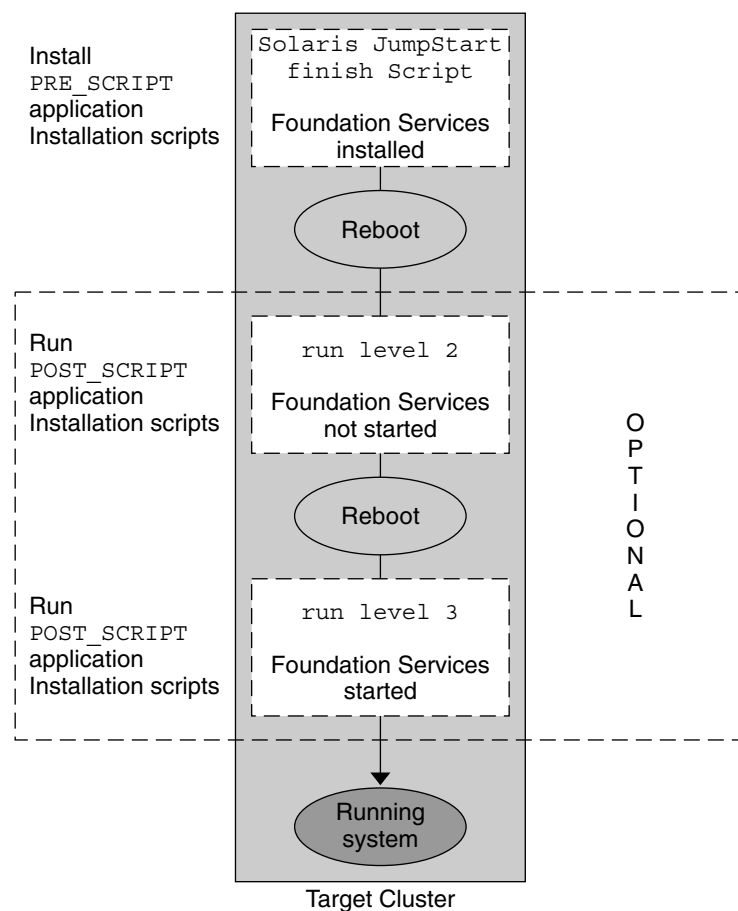 Install
PRE_SCRIPT
application
Installation scripts
Solaris JumpStart
finish Script
Foundation Services
installed
Reboot
Run
POST_SCRIPT
application
Installation scripts
run level 2
Foundation Services
not started
Reboot
Run
POST_SCRIPT
application
Installation scripts
run level 3
Foundation Services
started
O
P
T
I
O
N
A
L
Running
system
Target Cluster